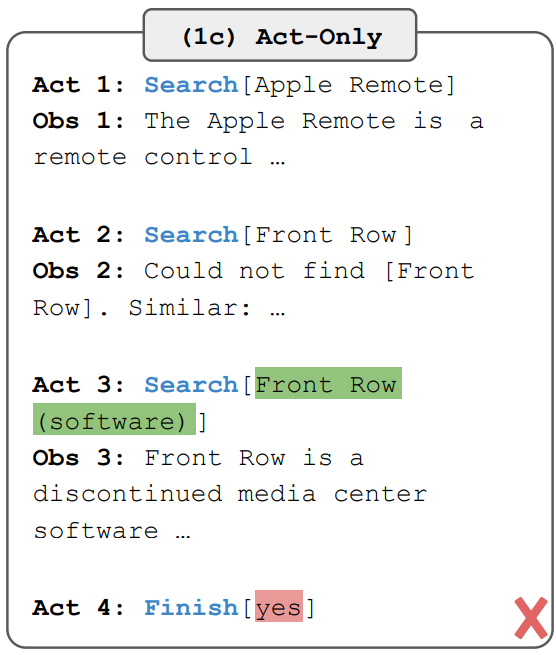 (1c) Act-Only
Act 1: Search[Apple Remote]
Obs 1: The Apple Remote is a
remote control …
Act 2: Search[Front Row]
Obs 2: Could not find [Front
Row]. Similar: …
Act 3: Search[Front Row
(software)]
Obs 3: Front Row is a
discontinued media center
software …
Act 4: Finish[yes]